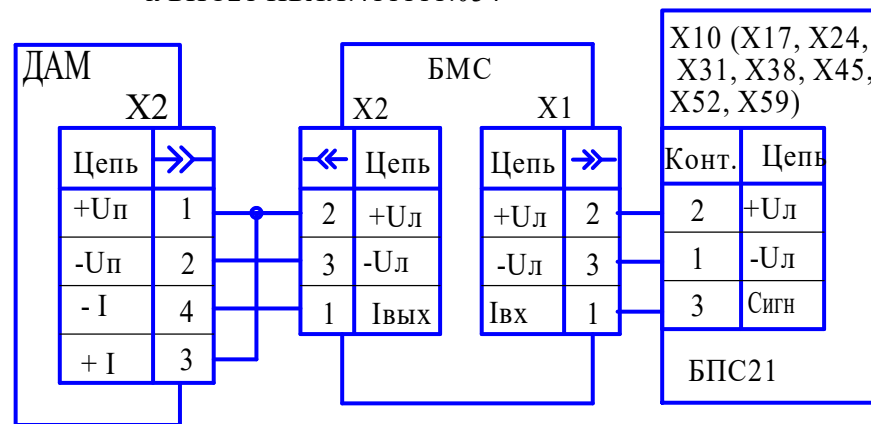 ДАМ
X2
Цепь
+Uп 1
-Uп 2
- I 4
+ I 3
БМС
X2
Цепь
2 +Uл
3 -Uл
1 Iвых
X1
Цепь
+Uл 2
-Uл 3
Iвх 1
X10 (X17, X24,
X31, X38, X45,
X52, X59)
Конт. Цепь
2 +Uл
1 -Uл
3 Сигн
БПС21